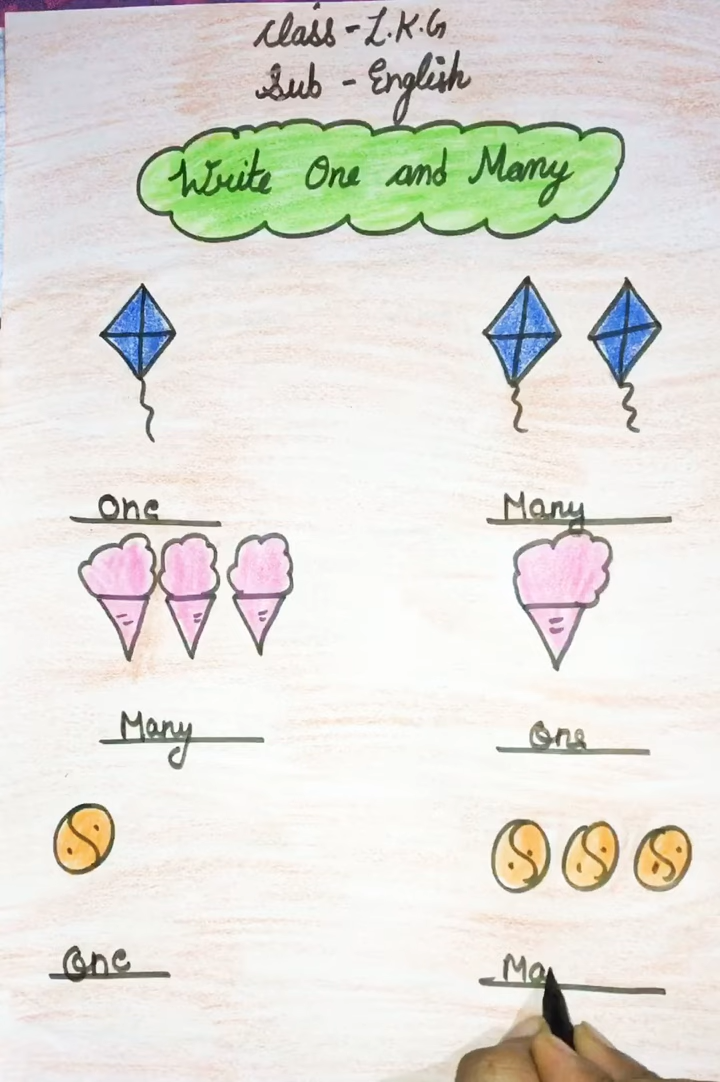 Class - L.K.G
Sub - English
Write One and Many
One Many
Many One
One Ma